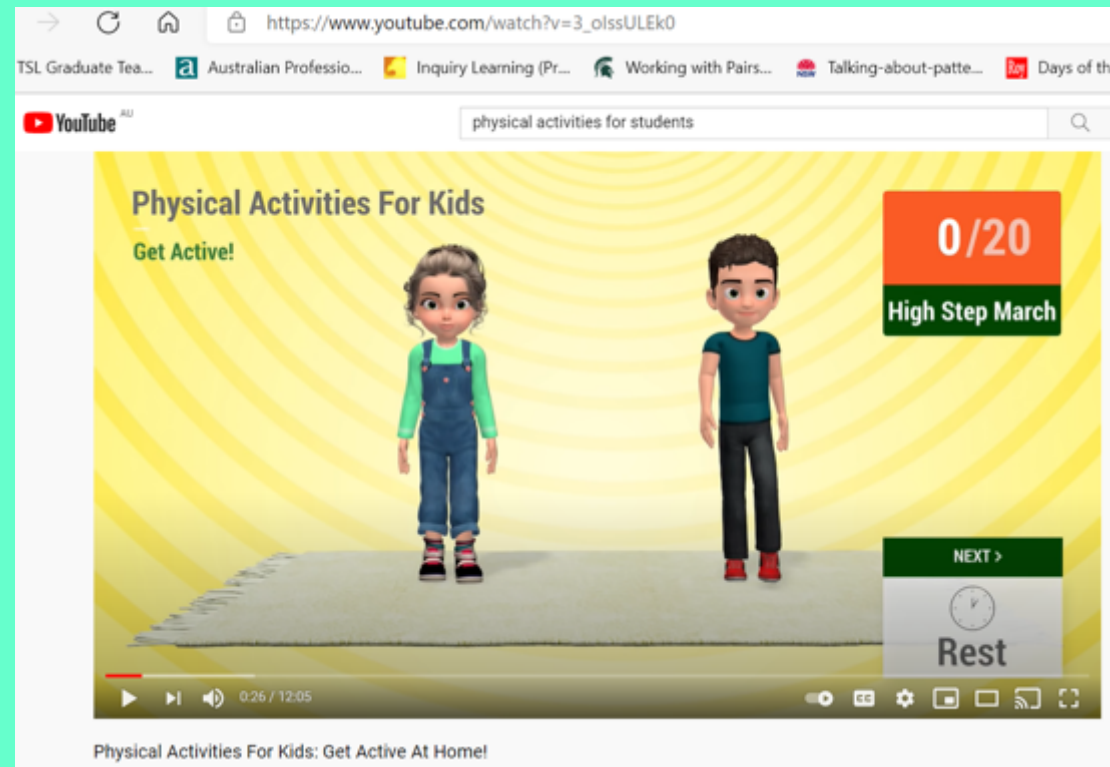 https://www.youtube.com/watch?v=3_olssULEk0
TSL Graduate Tea... Australian Professio... Inquiry Learning (Pr... Working with Pairs... Talking-about-patte... Days of th
YouTube AU
physical activities for students
Physical Activities For Kids
Get Active!
0/20
High Step March
NEXT >
Rest
0:26 / 12:05
CC
Physical Activities For Kids: Get Active At Home!